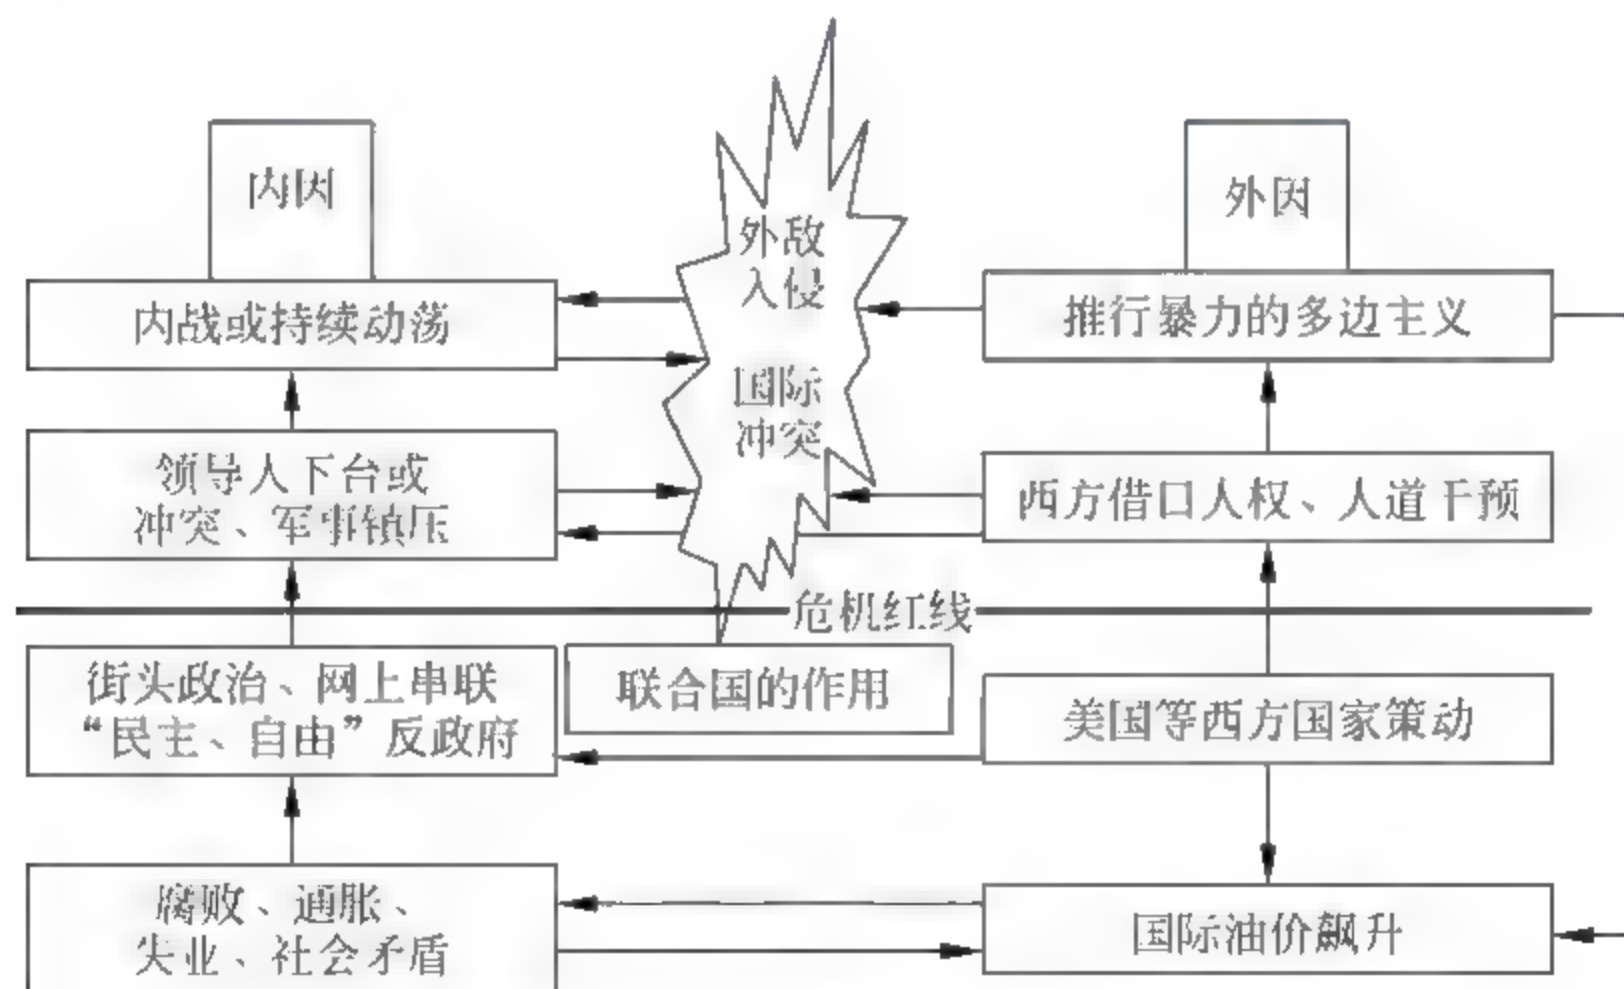 内因
外因
外敌
入侵
国际
冲突
内战或持续动荡
推行暴力的多边主义
领导人下台或
冲突、军事镇压
西方借口人权、人道干预
危机红线
街头政治、网上串联
“民主、自由”反政府
联合国的作用
美国等西方国家策动
腐败、通胀、
失业、社会矛盾
国际油价飙升